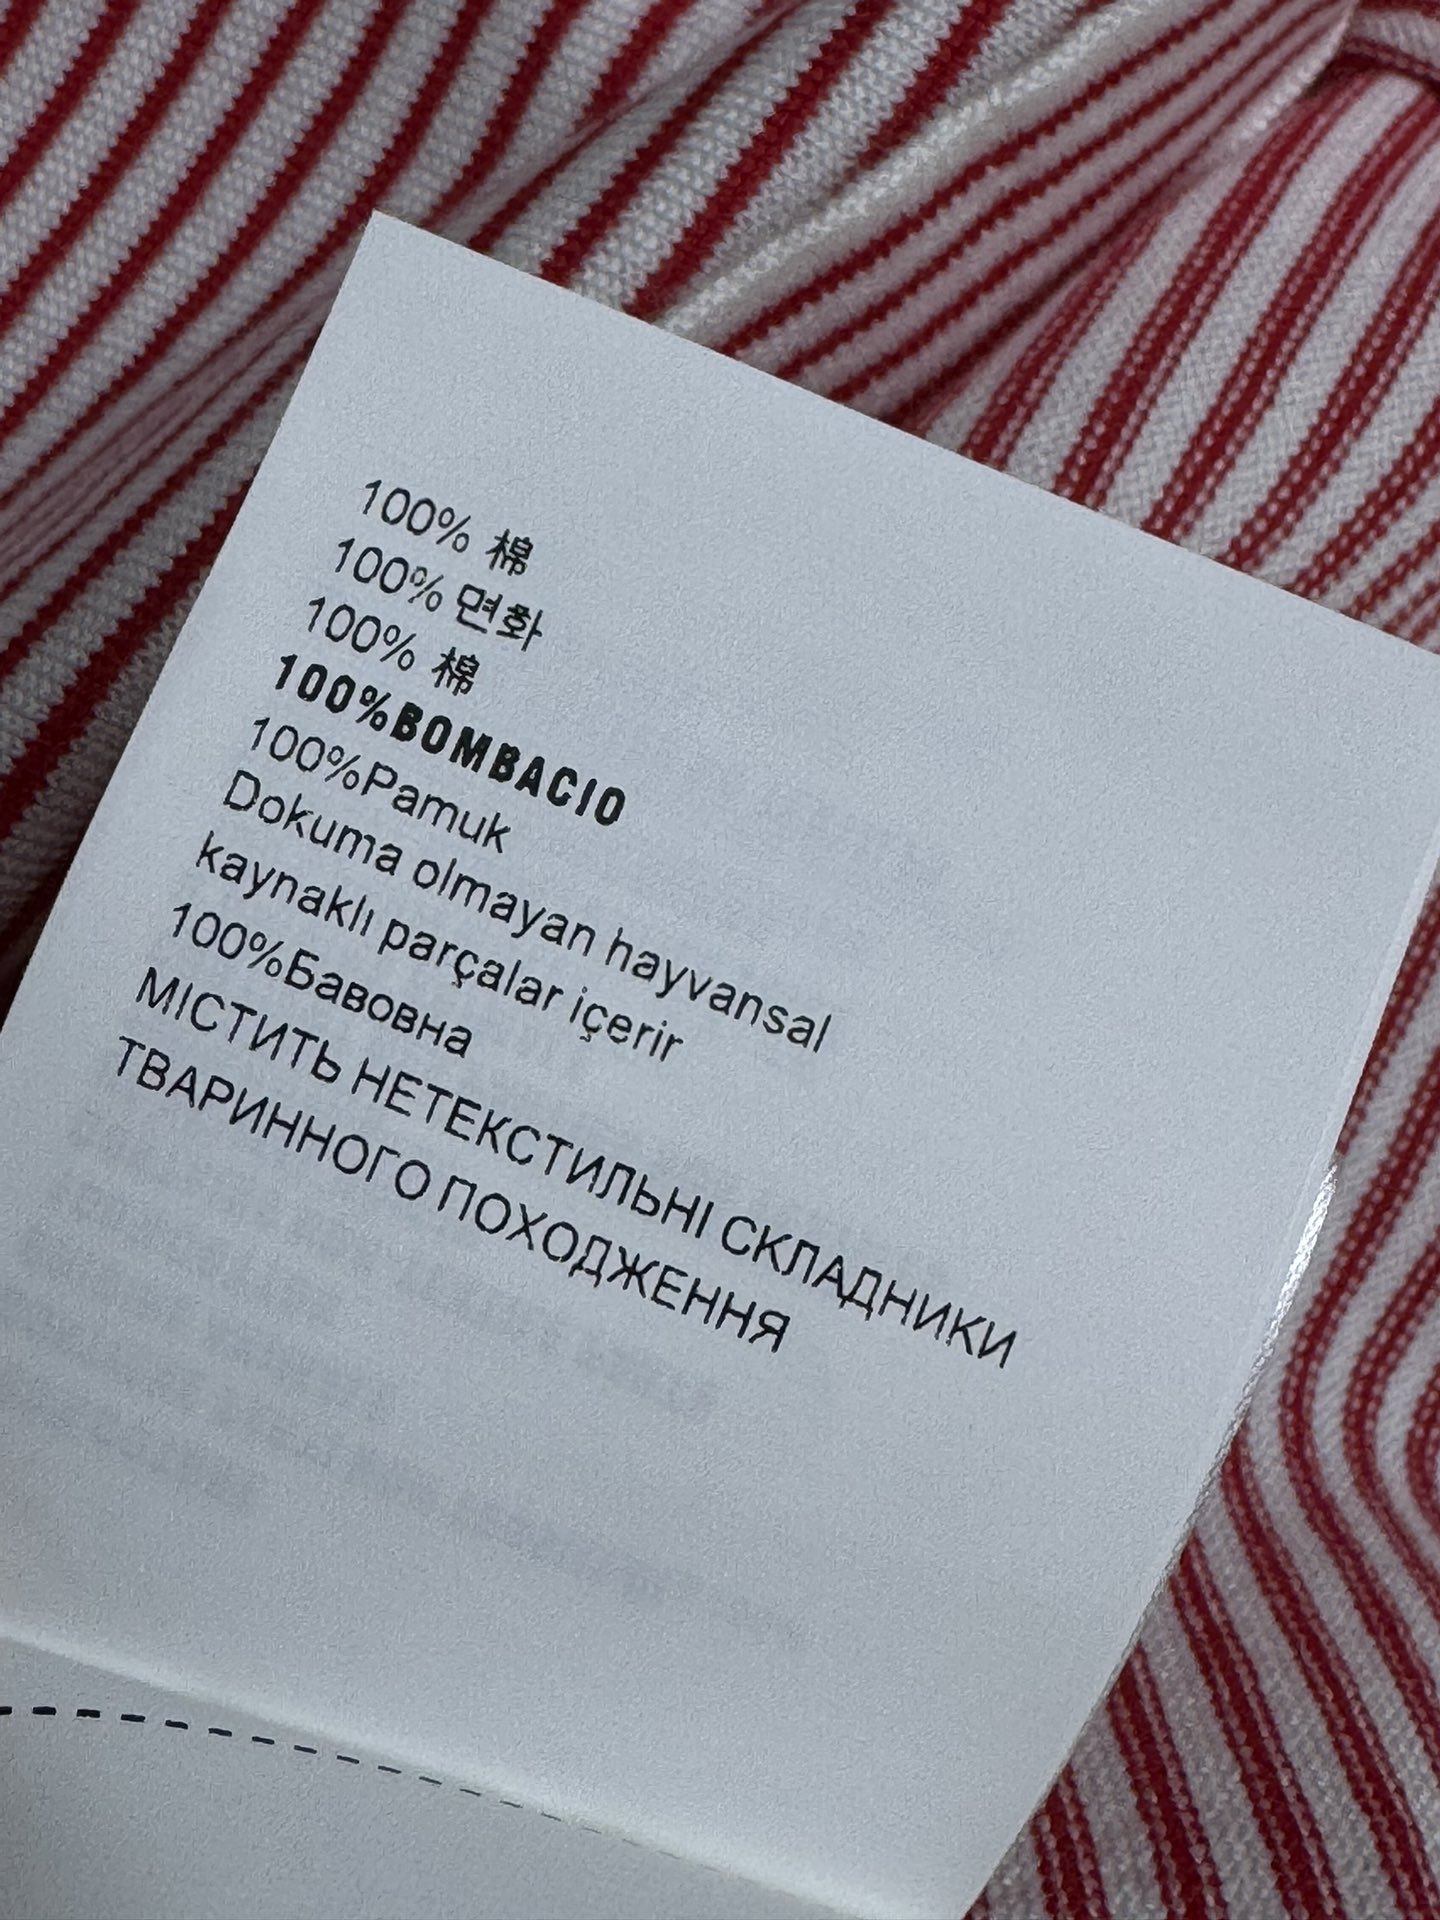 100% 棉
100% 면화
100% 棉
100%BOMBACIO
100%Pamuk
Dokuma olmayan hayvansal
kaynaklı parçalar içerir
100%Бавовна
МІСТИТЬ НЕТЕКСТИЛЬНІ СКЛАДНИКИ
ТВАРИННОГО ПОХОДЖЕННЯ